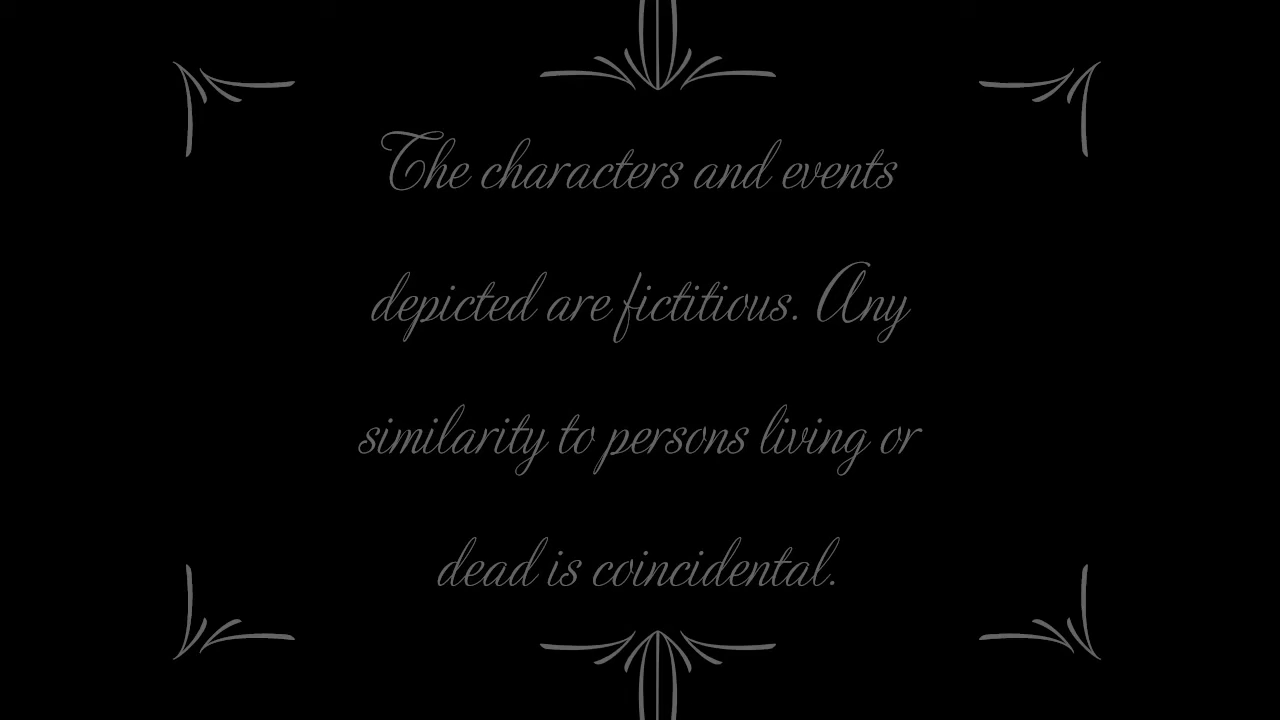 The characters and events
depicted are fictitious. Any
similarity to persons living or
dead is coincidental.